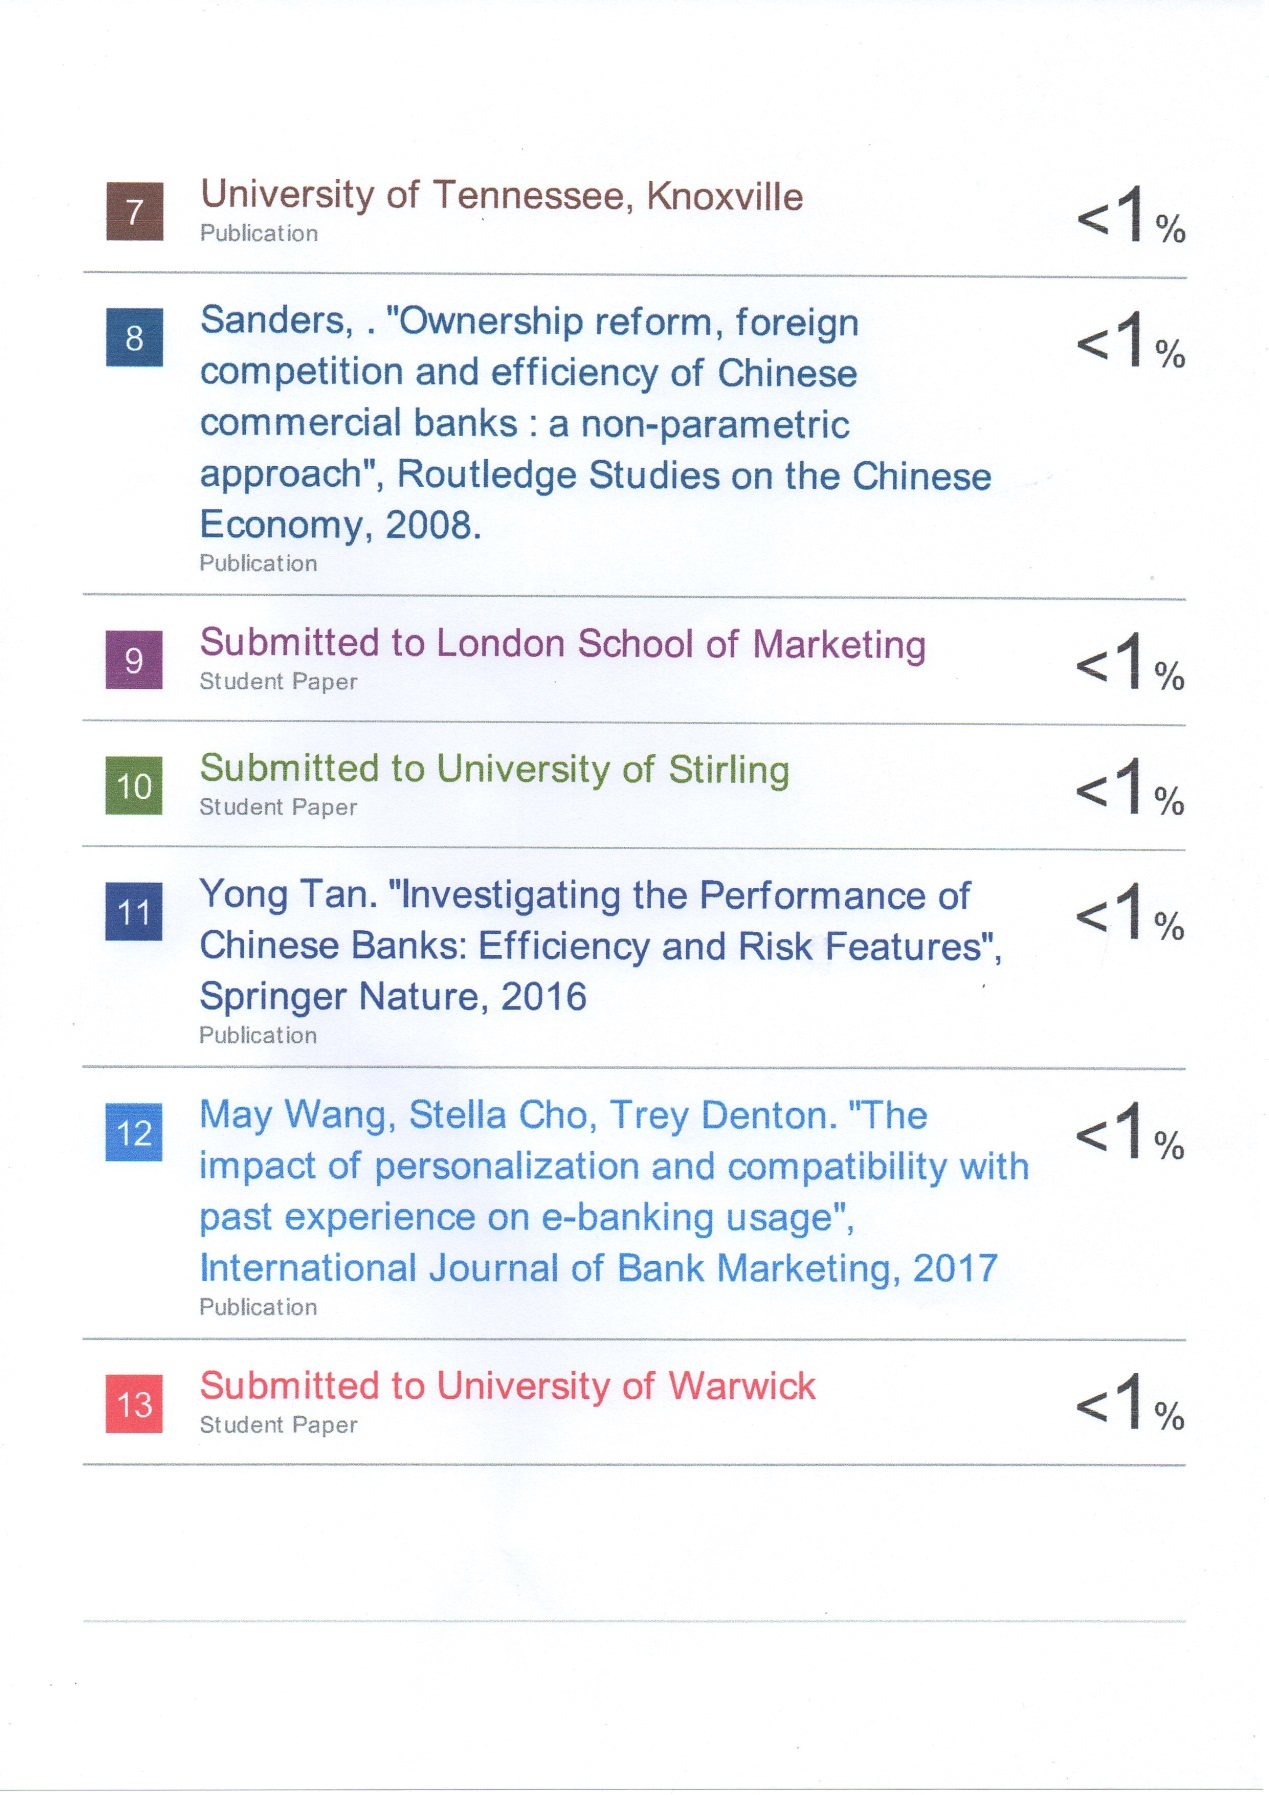 7 University of Tennessee, Knoxville <1%
Publication
8 Sanders, . "Ownership reform, foreign <1%
competition and efficiency of Chinese
commercial banks : a non-parametric
approach", Routledge Studies on the Chinese
Economy, 2008.
Publication
9 Submitted to London School of Marketing <1%
Student Paper
10 Submitted to University of Stirling <1%
Student Paper
11 Yong Tan. "Investigating the Performance of <1%
Chinese Banks: Efficiency and Risk Features",
Springer Nature, 2016
Publication
12 May Wang, Stella Cho, Trey Denton. "The <1%
impact of personalization and compatibility with
past experience on e-banking usage",
International Journal of Bank Marketing, 2017
Publication
13 Submitted to University of Warwick <1%
Student Paper